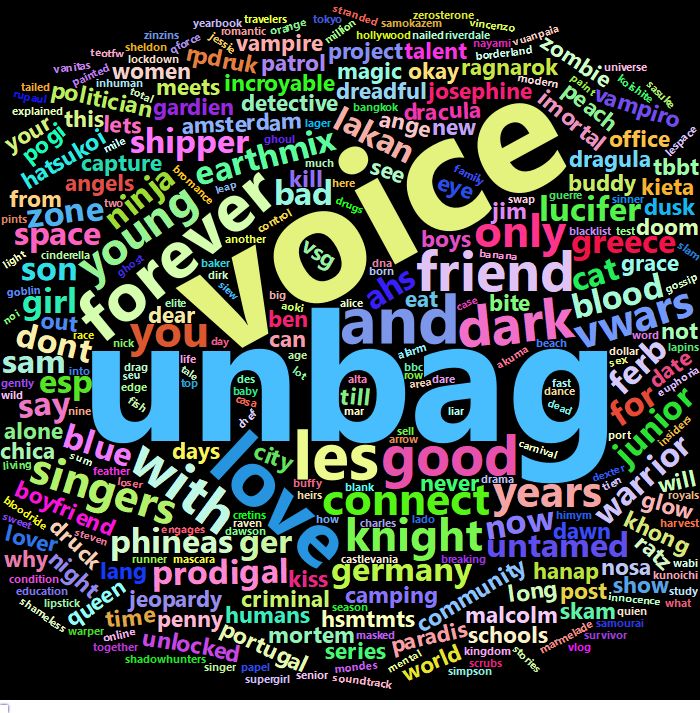 stranded
yearbook travelers tokyo hollywood samokazem zerosterone vincenzo
zinzins jessie romantic orange million nailed riverdale
sheldon qforce vampire project talent nayami vuanpaia
teotfw rpdruk borderland zombie universe
vanitas lockdown women patrol magic okay ragnarok modern koishite sasuke
tailed painted inhuman meets incroyable dreadful josephine peach paint
rupaul politician total gardien detective dracula imortal vampiro lespace
explained this lets amsterdam lager bangkok ange new office
your pogi mile shipper ghoul lakan voice dragula tbbt
hatsukoi capture earthmix much see family swap guerre sinner buddy kieta
angels ninja bromance leap kill here drugs eye jim lucifer dusk
from two bad blacklist test doom
pints zone young forever control vsg boys only greece slam
space cinderella another dna banana grace
light son ghost baker born friend cat gossip
goblin dirk siew ahs eat bite blood
noi girl elite big aoki alice case vwars
out dear ben and dark word not
dont race you day can age akuma beach ferb lapins
nick unbag alarm dollar sex date
sam into life drag des lot alta bbc row fast euphoria
gently esp seu tale baby till area dare dance for
wild edge top casa mar liar dead port junior insiders
say nine fish chef sell
alone blue with love les arrow carnival good dexter will
chica days city drama never years tien warrior royals
living sum feather buffy blank glow
singers loser heirs connect now himym harvest
bloodride boyfriend cretins how charles lado dawn khong
sweet steven engages raven dawson knight untamed ratz wabi
lover druck phineas ger castlevania breaking kunoichi
why night runner mascara kiss germany hanap nosa study
condition lang prodigal camping community long post show innocence what
education queen lipstick jeopardy criminal season malcolm skam quien
shameless time penny humans hsmtmts schools samourai
warper online unlocked portugal mortem masked paradis marmelade survivor
together series kingdom stories vlog
shadowhunters singer papel mondes mental world scrubs
supergirl senior soundtrack simpson